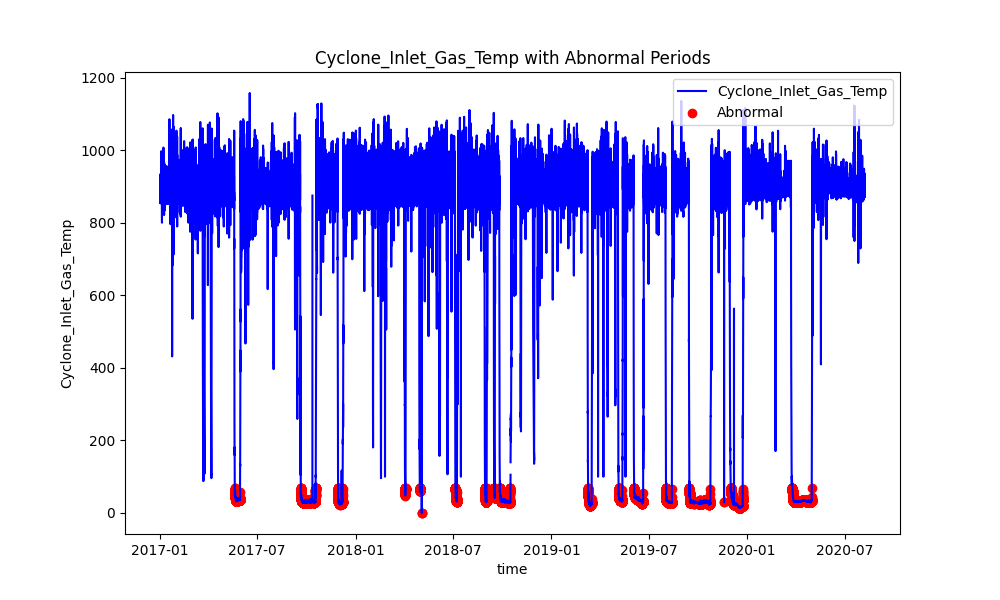 Cyclone_Inlet_Gas_Temp with Abnormal Periods
Cyclone_Inlet_Gas_Temp
Abnormal
Cyclone_Inlet_Gas_Temp
1200
1000
800
600
400
200
0
2017-01 2017-07 2018-01 2018-07 2019-01 2019-07 2020-01 2020-07
time